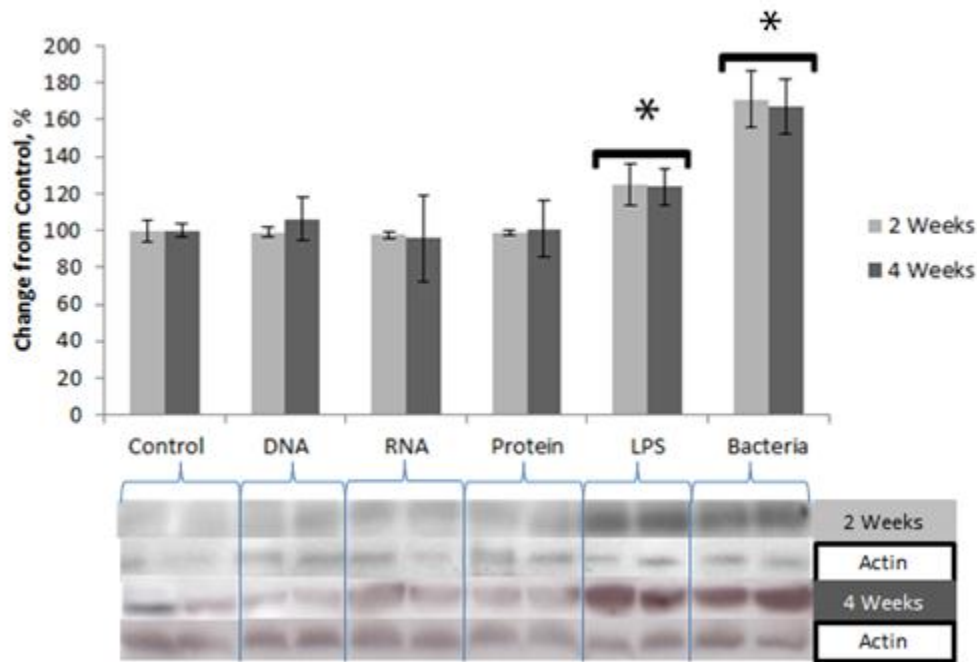 *
*
200
180
160
140
120
100
80
60
40
20
0
Change from Control, %
2 Weeks
4 Weeks
Control DNA RNA Protein LPS Bacteria
2 Weeks
Actin
4 Weeks
Actin